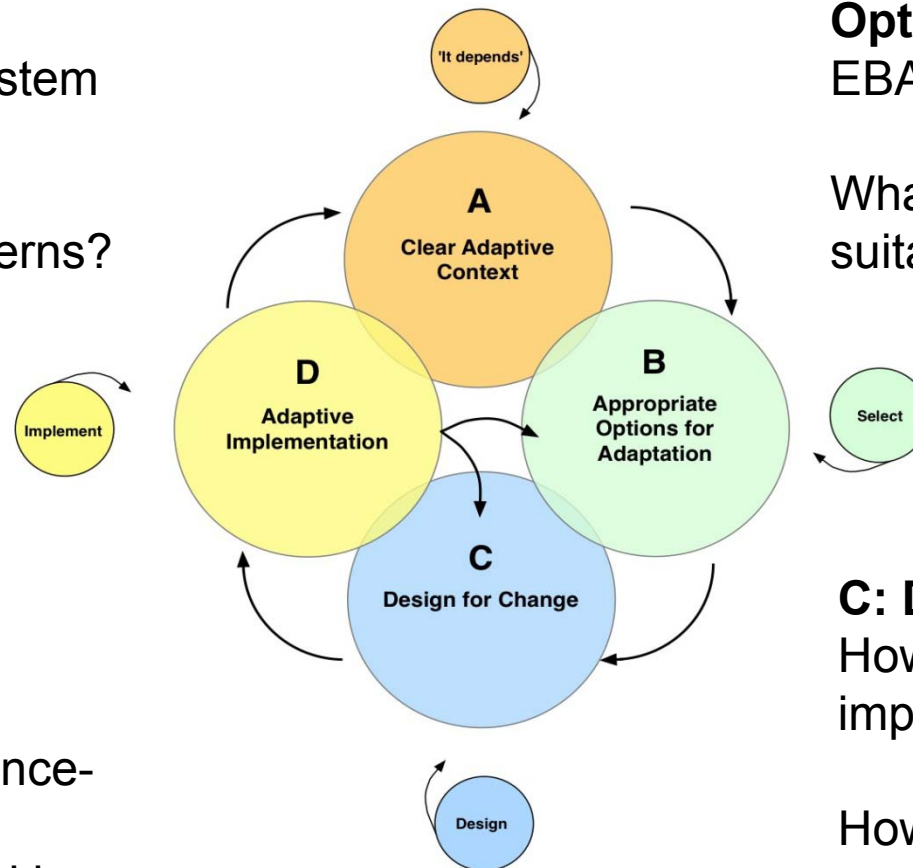 stem
erns?
nce-
'It depends'
A
Clear Adaptive
Context
D
Adaptive
Implementation
B
Appropriate
Options for
Adaptation
C
Design for Change
Implement
Select
Design
Opt
EBA
Wha
suita
C: D
How
imp
How